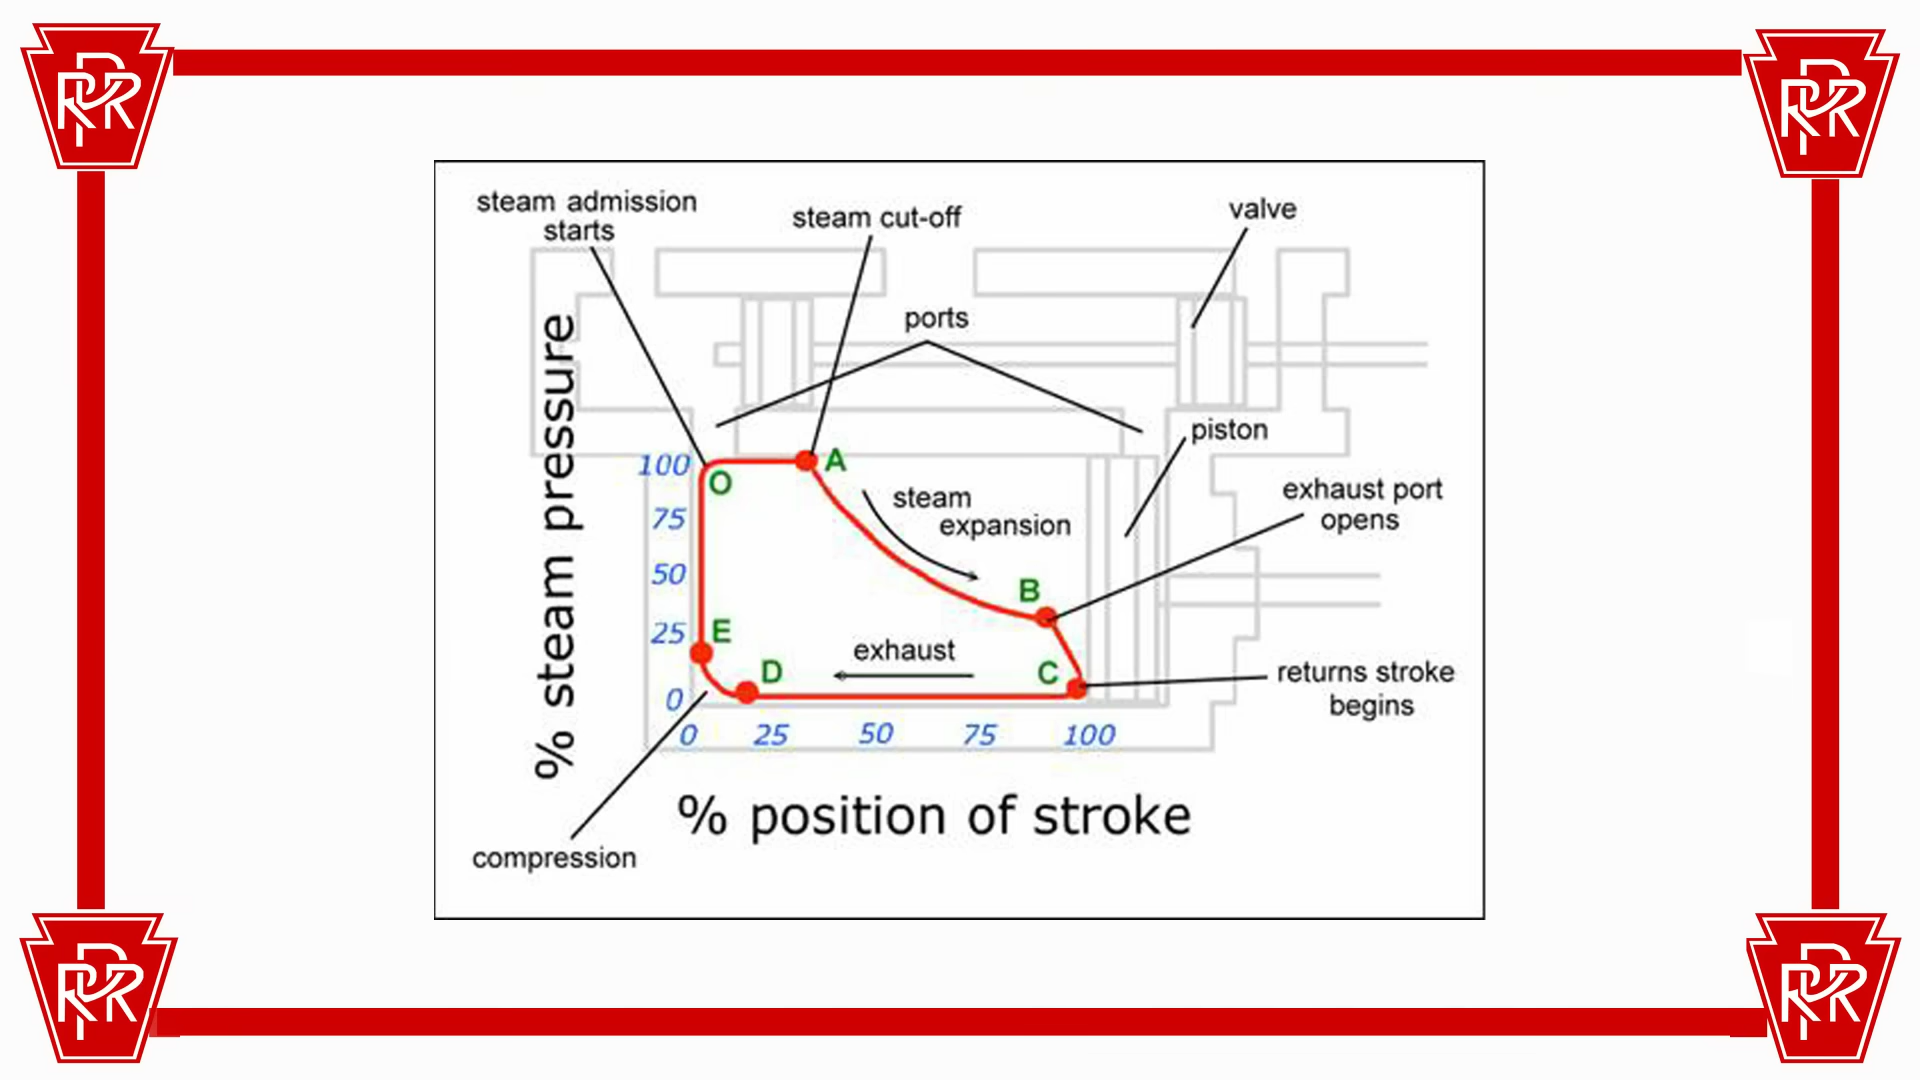 PRR
PRR
steam admission
starts
steam cut-off
valve
ports
piston
% steam pressure
100
75
50
25
0
O
A
steam
expansion
exhaust port
opens
B
E
D
exhaust
C
returns stroke
begins
0
25
50
75
100
% position of stroke
compression
PRR
PRR